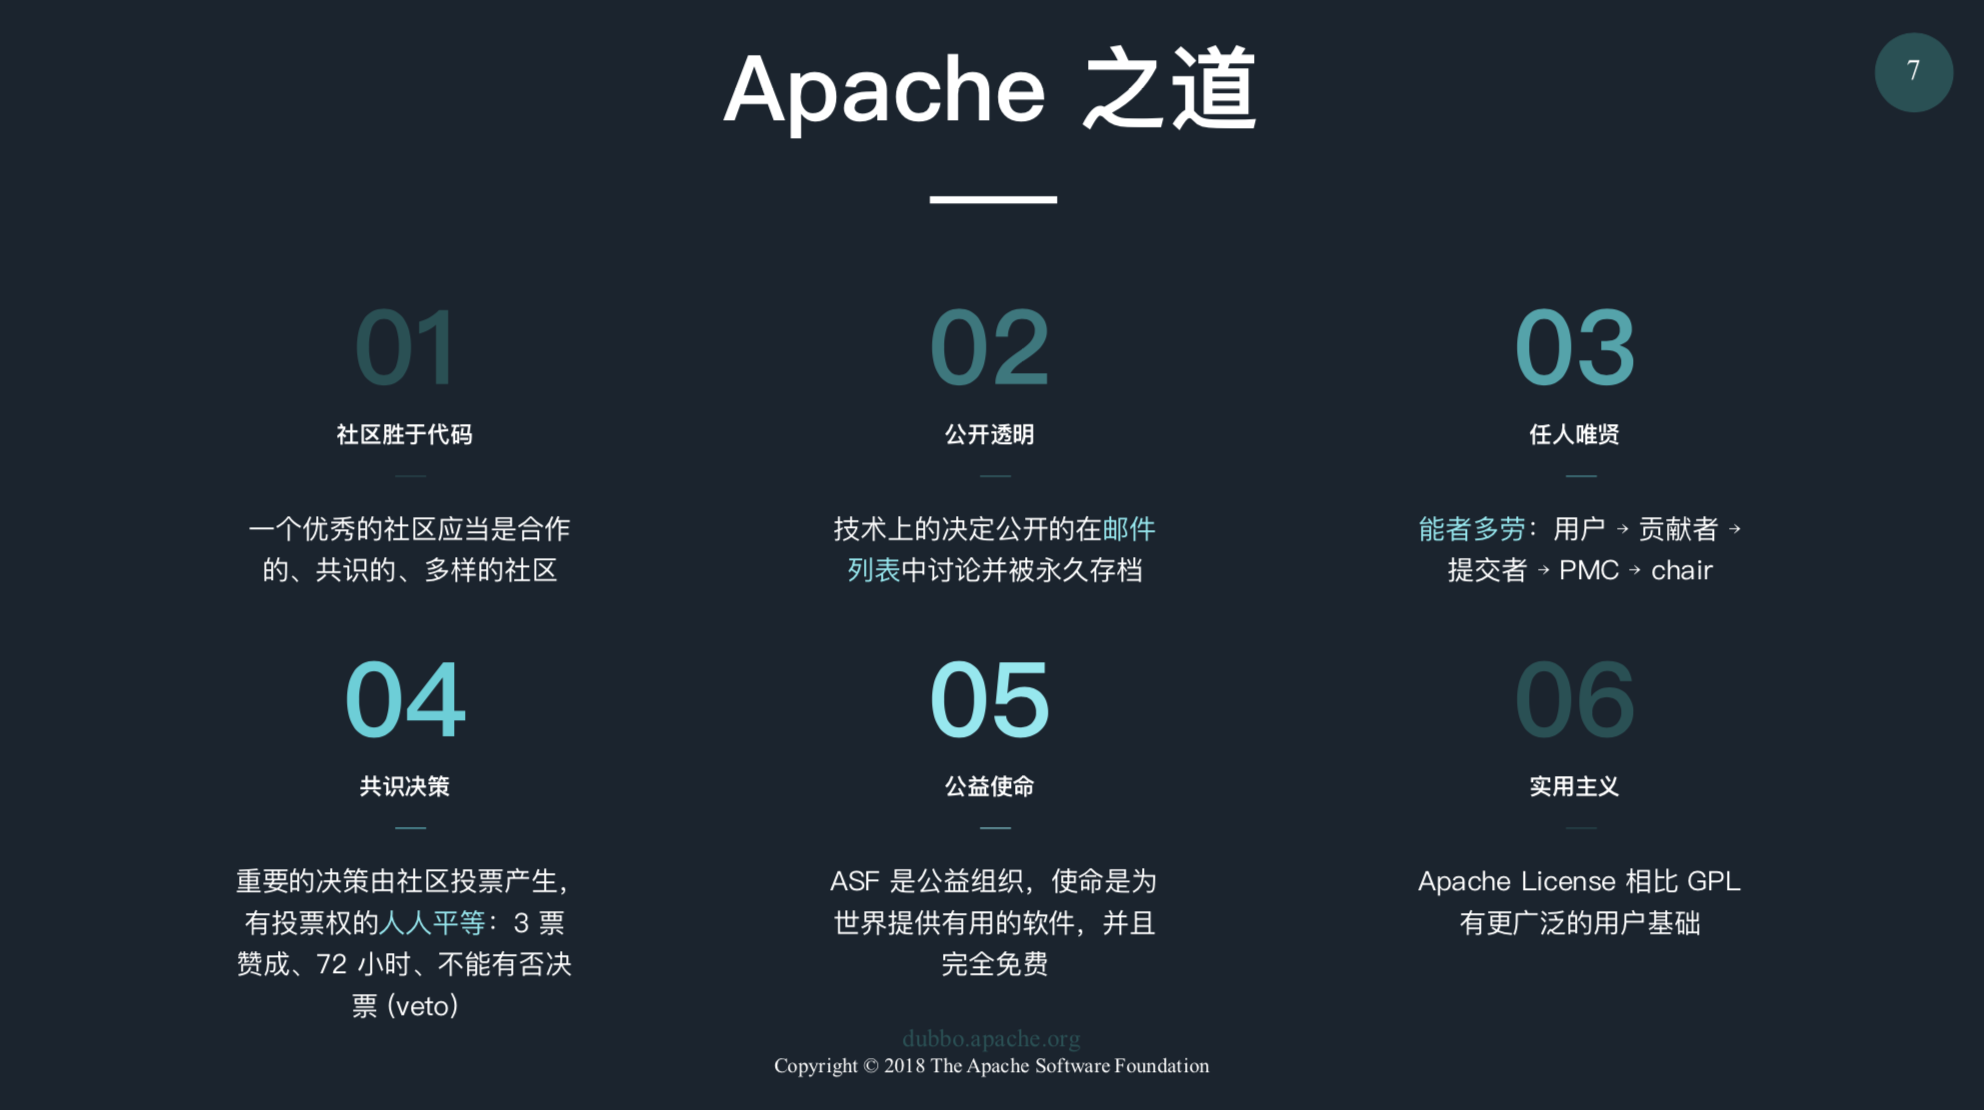 Apache 之道
7
01
社区胜于代码
一个优秀的社区应当是合作
的、共识的、多样的社区
02
公开透明
技术上的决定公开的在邮件
列表中讨论并被永久存档
03
任人唯贤
能者多劳：用户 → 贡献者 →
提交者 → PMC → chair
04
共识决策
重要的决策由社区投票产生，
有投票权的人人平等：3 票
赞成、72 小时、不能有否决
票 (veto)
05
公益使命
ASF 是公益组织，使命是为
世界提供有用的软件，并且
完全免费
06
实用主义
Apache License 相比 GPL
有更广泛的用户基础
dubbo.apache.org
Copyright © 2018 The Apache Software Foundation